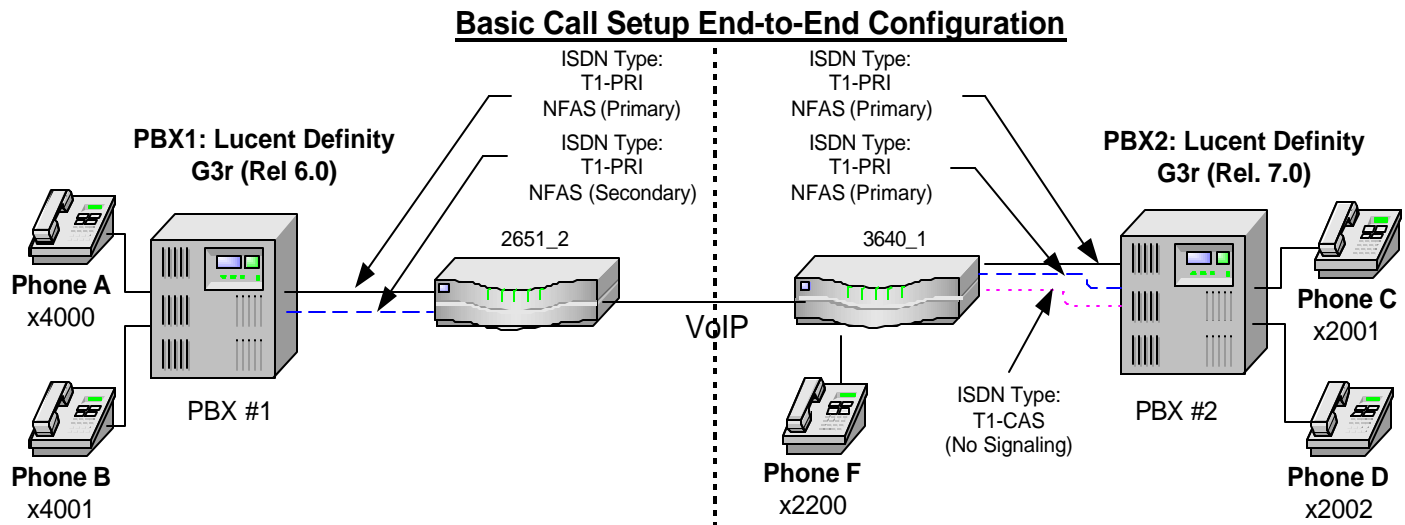 Basic Call Setup End-to-End Configuration
ISDN Type:
T1-PRI
NFAS (Primary)
ISDN Type:
T1-PRI
NFAS (Secondary)
ISDN Type:
T1-PRI
NFAS (Primary)
ISDN Type:
T1-PRI
NFAS (Primary)
PBX1: Lucent Definity
G3r (Rel 6.0)
PBX2: Lucent Definity
G3r (Rel. 7.0)
2651_2
3640_1
Phone A
x4000
Phone C
x2001
VoIP
PBX #1
ISDN Type:
T1-CAS
(No Signaling)
PBX #2
Phone B
x4001
Phone F
x2200
Phone D
x2002